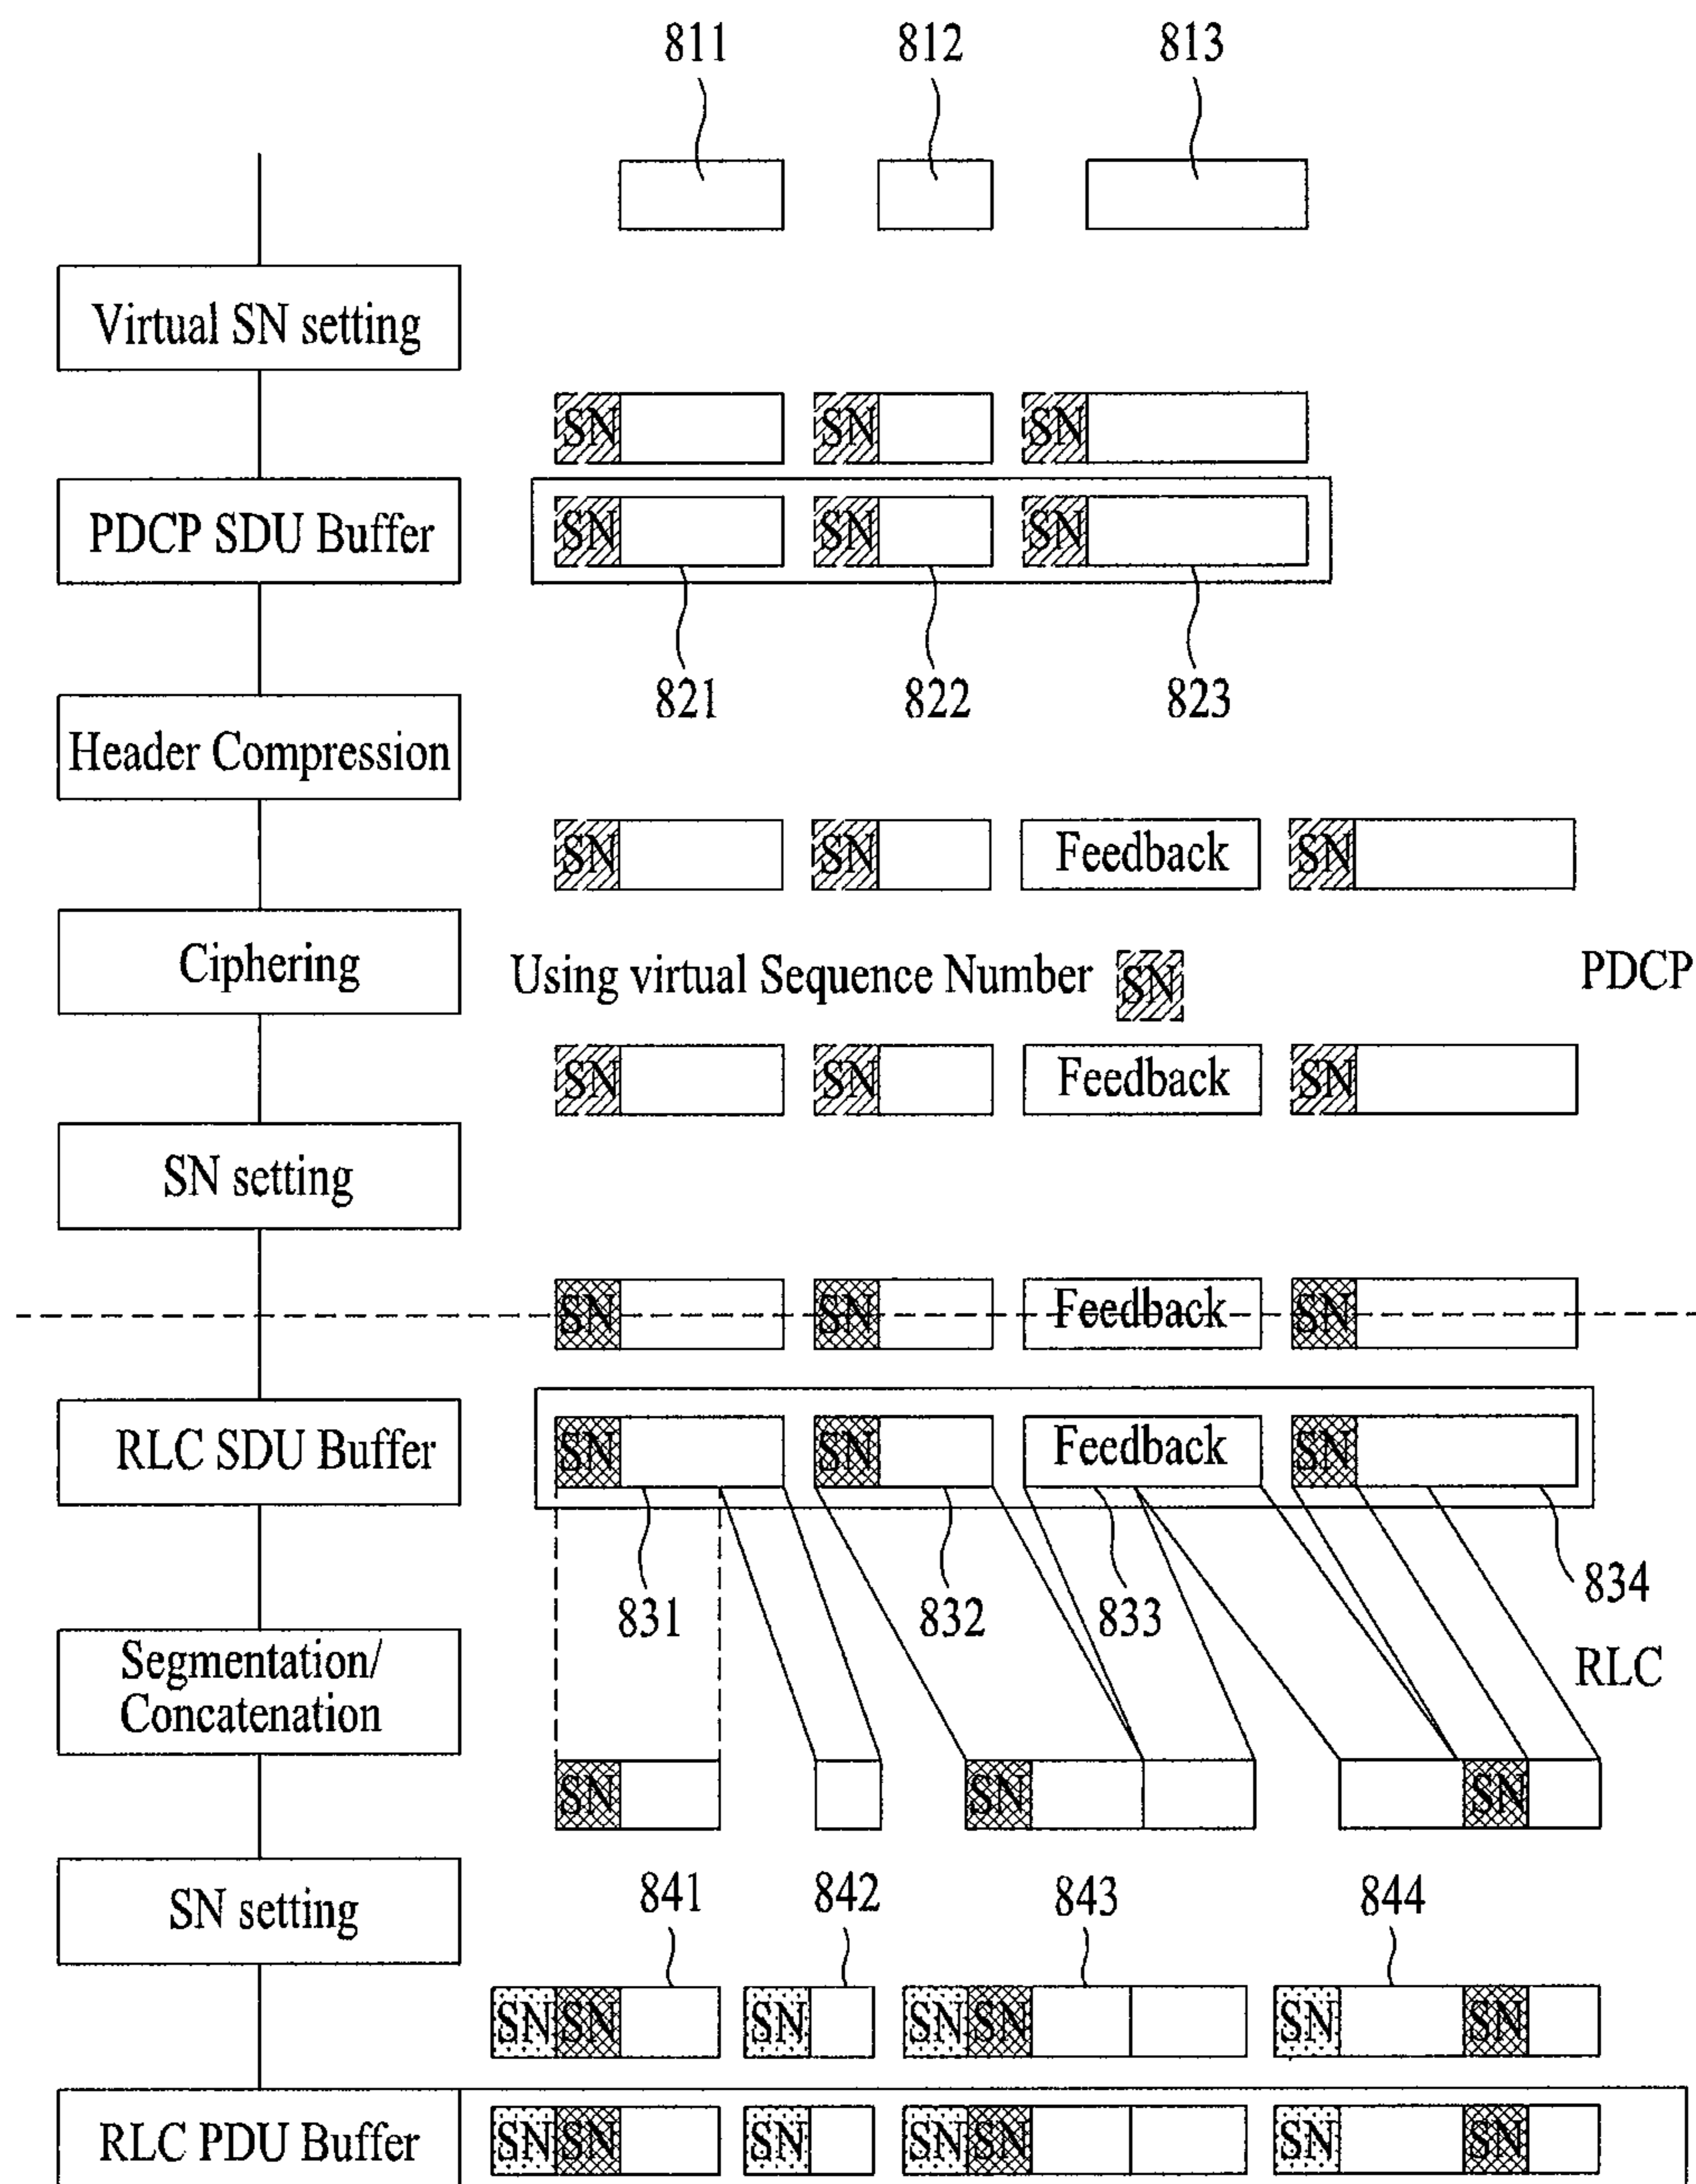 811 812 813
Virtual SN setting
SN SN SN
PDCP SDU Buffer SN SN SN
821 822 823
Header Compression
SN SN Feedback SN
Ciphering Using virtual Sequence Number SN PDCP
SN SN Feedback SN
SN setting
SN SN Feedback SN
RLC SDU Buffer SN SN Feedback SN
831 832 833 834
Segmentation/
Concatenation
RLC
SN SN SN
SN setting
841 842 843 844
SN SN SN SN SN SN SN
RLC PDU Buffer SN SN SN SN SN SN SN